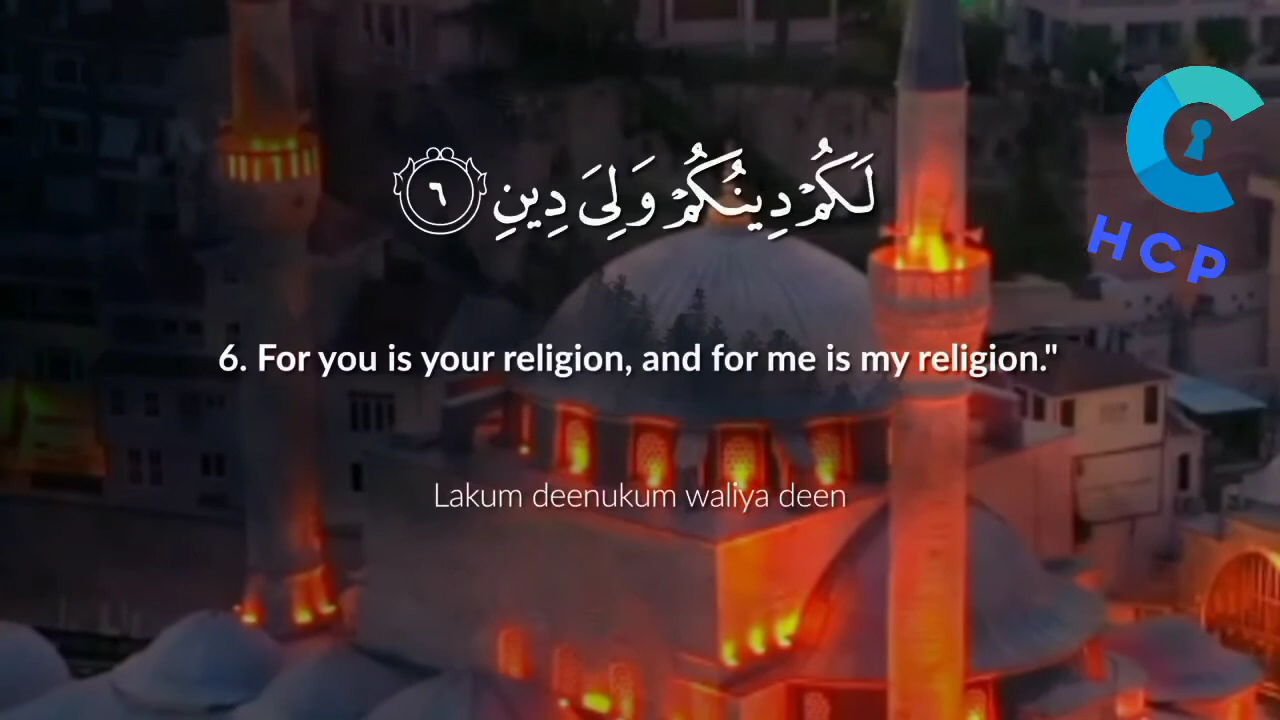 لَكُمْ دِينُكُمْ وَلِىَ دِينِ ٦
6. For you is your religion, and for me is my religion."
Lakum deenukum waliya deen
HCP